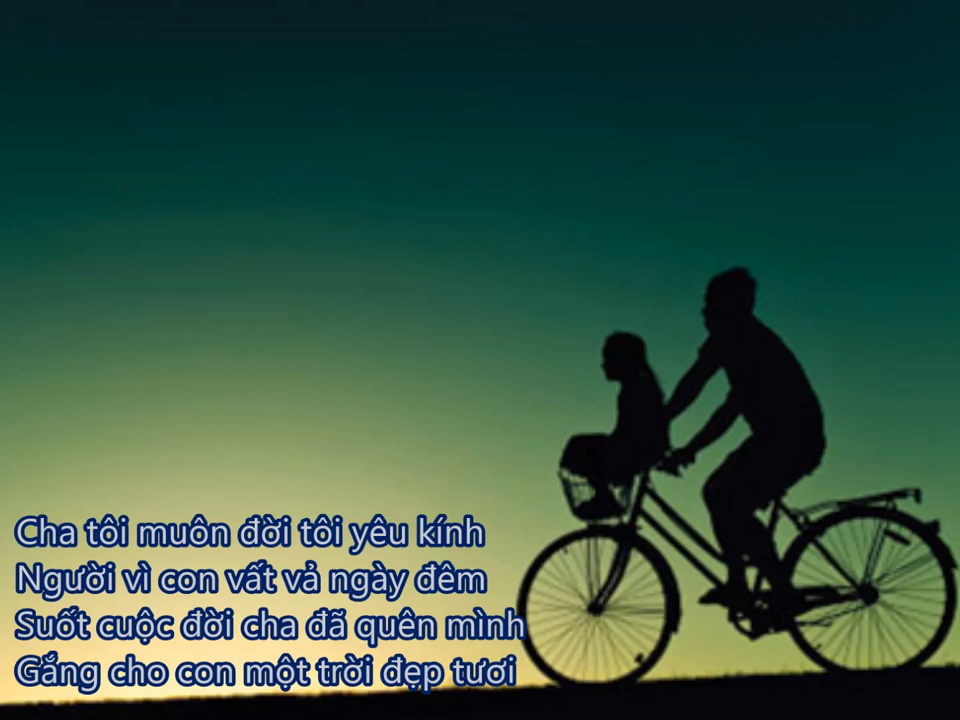 Cha tôi muôn đời tôi yêu kính
Người vì con vất vả ngày đêm
Suốt cuộc đời cha đã quên mình
Gắng cho con một trời đẹp tươi